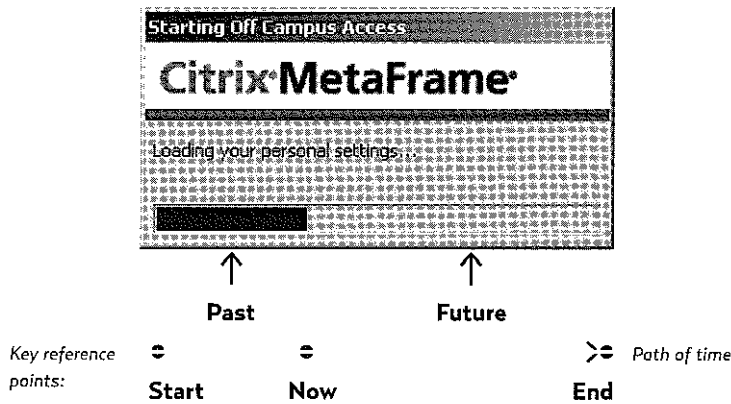 Starting Off Campus Access
Citrix MetaFrame
Loading your personal settings...
Past Future
Key reference points:
Path of time
Start Now End